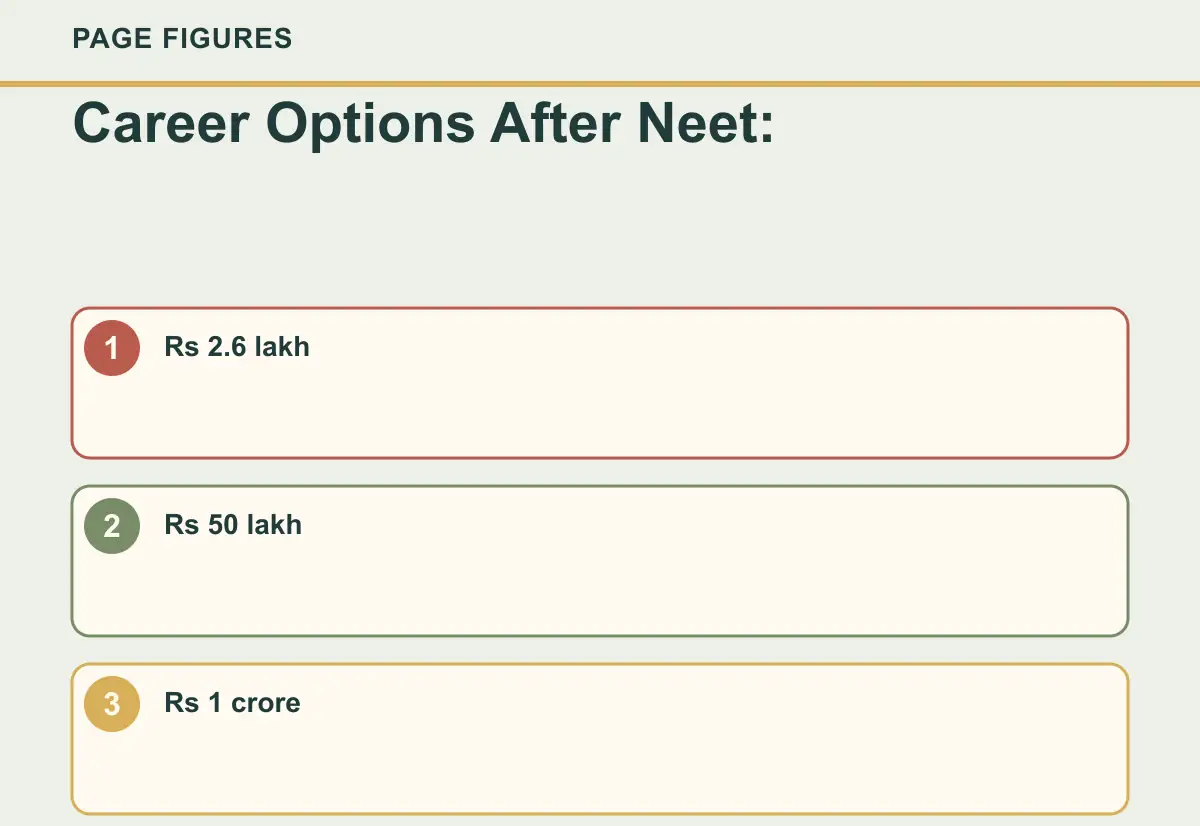 PAGE FIGURES
Career Options After Neet:
1 Rs 2.6 lakh
2 Rs 50 lakh
3 Rs 1 crore